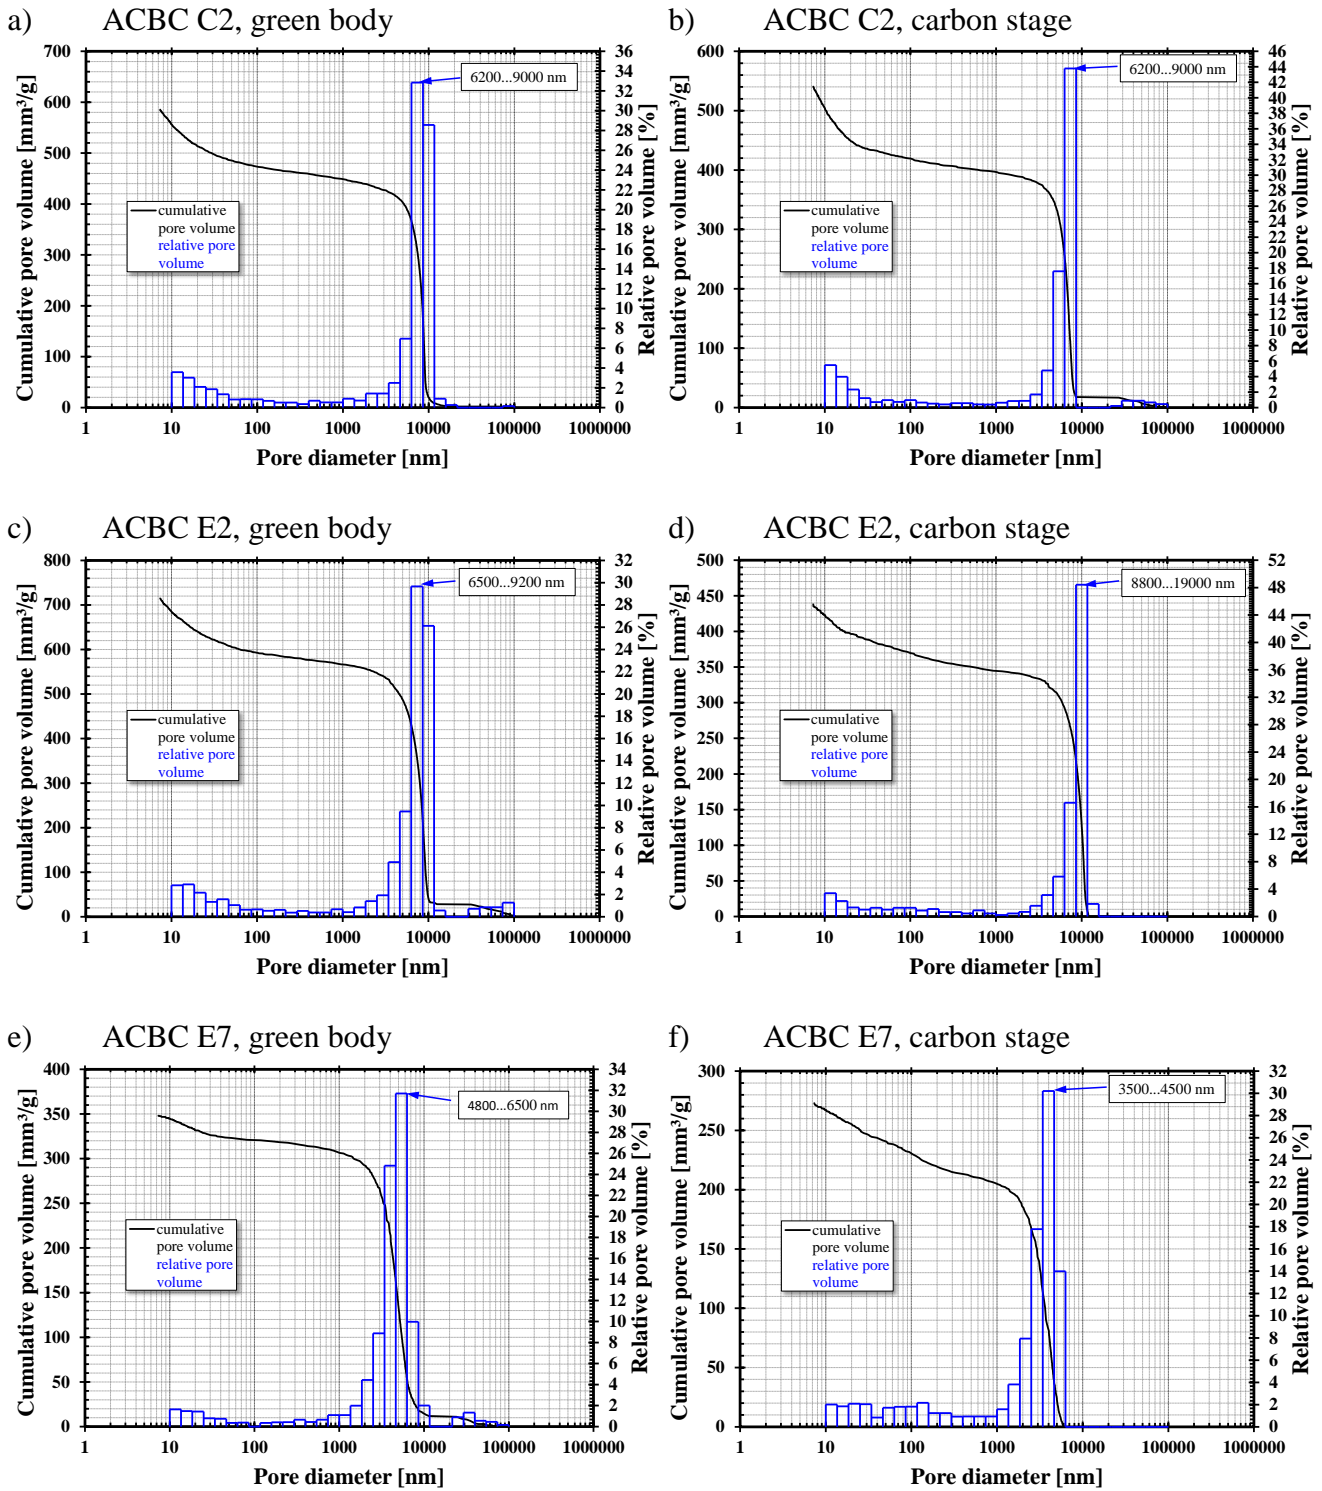 a) ACBC C2, green body
Cumulative pore volume [mm³/g]
700
600
500
400
300
200
100
0
6200...9000 nm
cumulative
pore volume
relative pore
volume
36
34
32
30
28
26
24
22
20
18
16
14
12
10
8
6
4
2
0
Relative pore volume [%]
1 10 100 1000 10000 100000 1000000
Pore diameter [nm]
b) ACBC C2, carbon stage
Cumulative pore volume [mm³/g]
600
500
400
300
200
100
0
6200...9000 nm
cumulative
pore volume
relative pore
volume
46
44
42
40
38
36
34
32
30
28
26
24
22
20
18
16
14
12
10
8
6
4
2
0
Relative pore volume [%]
1 10 100 1000 10000 100000 1000000
Pore diameter [nm]
c) ACBC E2, green body
Cumulative pore volume [mm³/g]
800
700
600
500
400
300
200
100
0
6500...9200 nm
cumulative
pore volume
relative pore
volume
32
30
28
26
24
22
20
18
16
14
12
10
8
6
4
2
0
Relative pore volume [%]
1 10 100 1000 10000 100000 1000000
Pore diameter [nm]
d) ACBC E2, carbon stage
Cumulative pore volume [mm³/g]
500
450
400
350
300
250
200
150
100
50
0
8800...19000 nm
cumulative
pore volume
relative pore
volume
52
48
44
40
36
32
28
24
20
16
12
8
4
0
Relative pore volume [%]
1 10 100 1000 10000 100000 1000000
Pore diameter [nm]
e) ACBC E7, green body
Cumulative pore volume [mm³/g]
400
350
300
250
200
150
100
50
0
4800...6500 nm
cumulative
pore volume
relative pore
volume
34
32
30
28
26
24
22
20
18
16
14
12
10
8
6
4
2
0
Relative pore volume [%]
1 10 100 1000 10000 100000 1000000
Pore diameter [nm]
f) ACBC E7, carbon stage
Cumulative pore volume [mm³/g]
300
250
200
150
100
50
0
3500...4500 nm
cumulative
pore volume
relative pore
volume
32
30
28
26
24
22
20
18
16
14
12
10
8
6
4
2
0
Relative pore volume [%]
1 10 100 1000 10000 100000 1000000
Pore diameter [nm]